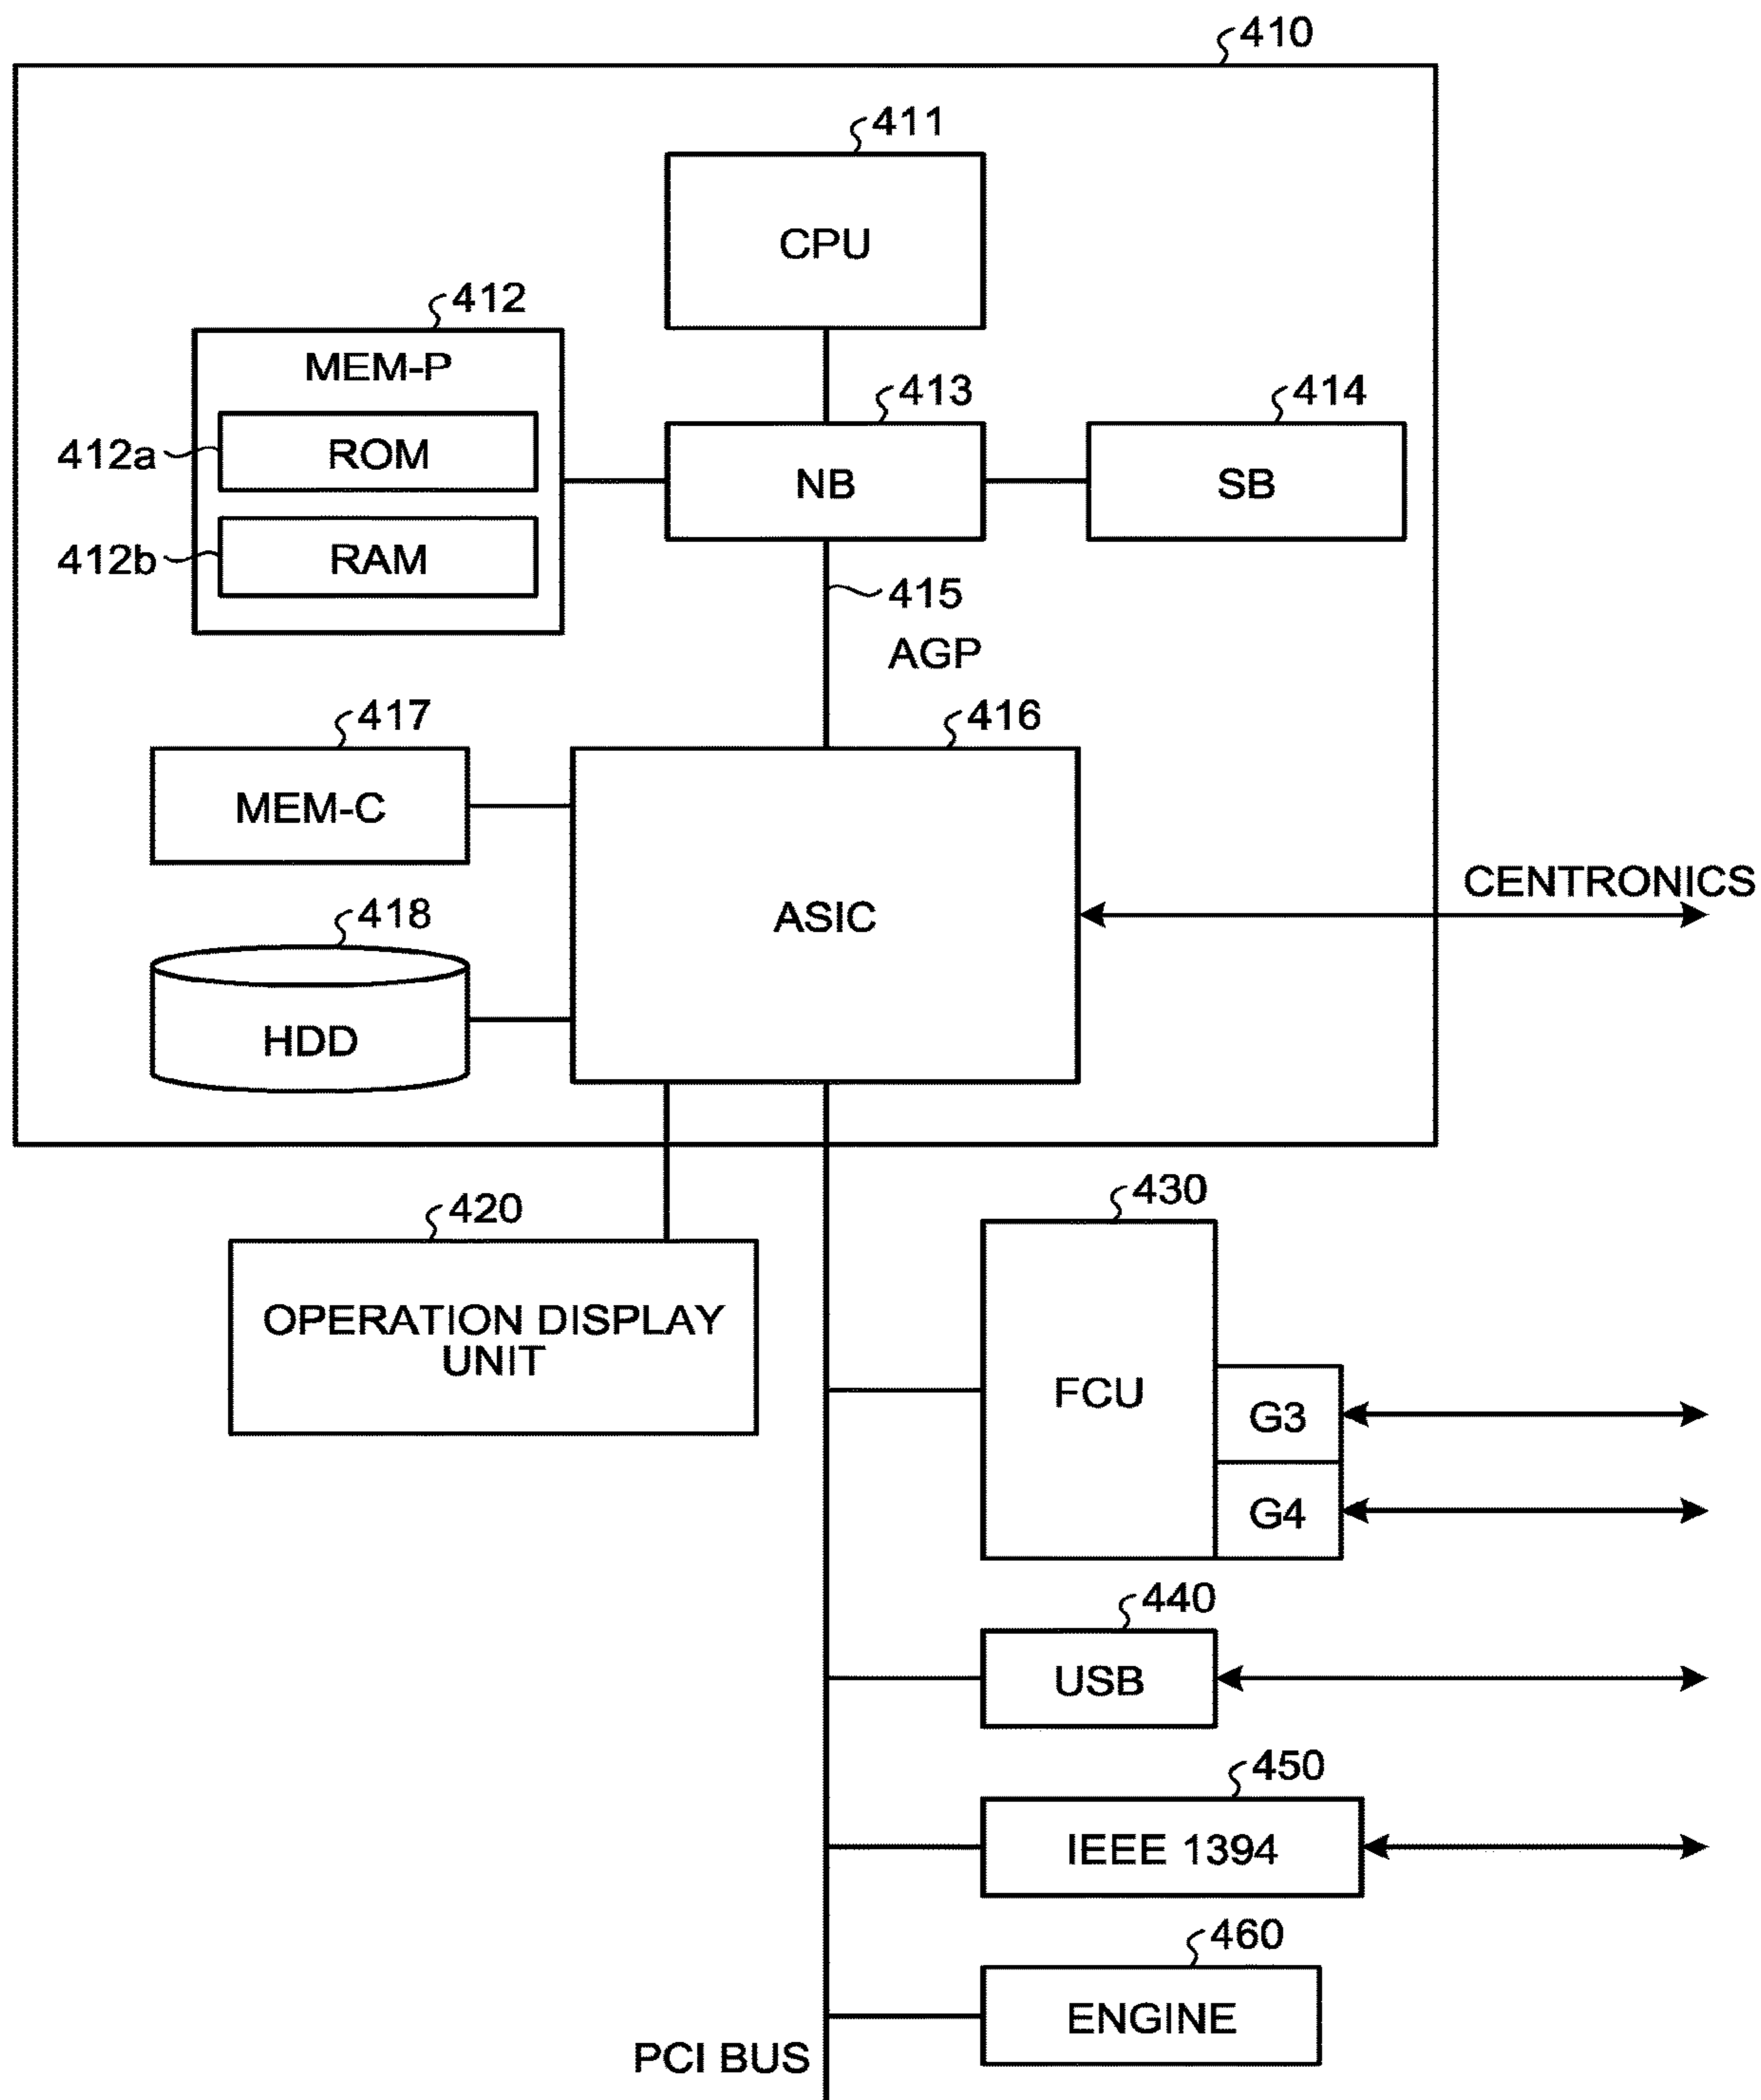 410
411
CPU
412
MEM-P
413
414
412a
ROM
NB
SB
412b
RAM
415
AGP
417
416
MEM-C
CENTRONICS
418
ASIC
HDD
430
420
OPERATION DISPLAY
UNIT
FCU
G3
G4
440
USB
450
IEEE 1394
460
ENGINE
PCI BUS